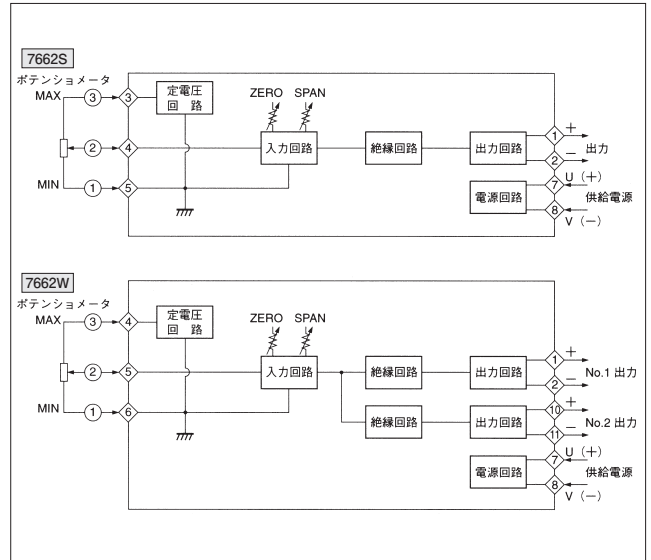 7662S
ポテンショメータ
MAX ③ 3 定電圧 ZERO SPAN
回 路
② 4 入力回路 絶縁回路 出力回路 1 +
2 − 出力
MIN ① 5 電源回路 7 U (+)
供給電源
8
V (−)
7662W
ポテンショメータ
MAX ③ 4 定電圧 ZERO SPAN
回 路
② 5 入力回路 絶縁回路 出力回路 1 +
2 − No.1 出力
MIN ① 6 絶縁回路 出力回路 10 +
11 − No.2 出力
電源回路 7 U (+)
供給電源
8
V (−)